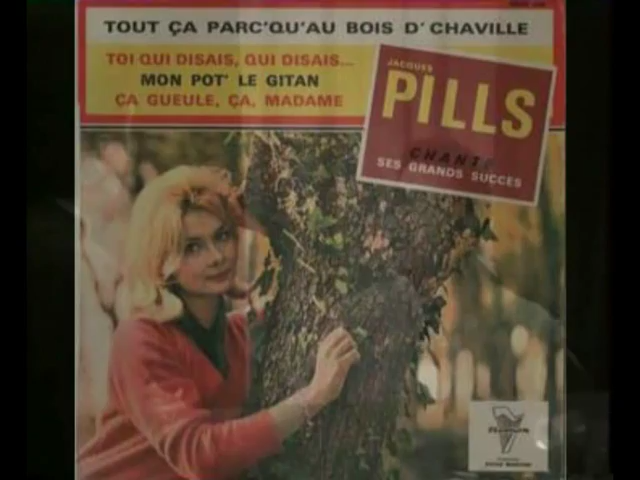 TOUT ÇA PARC'QU'AU BOIS D'CHAVILLE
TOI QUI DISAIS, QUI DISAIS...
MON POT' LE GITAN
ÇA GUEULE, ÇA, MADAME
JACQUES
PILLS
CHANTE
SES GRANDS SUCCES